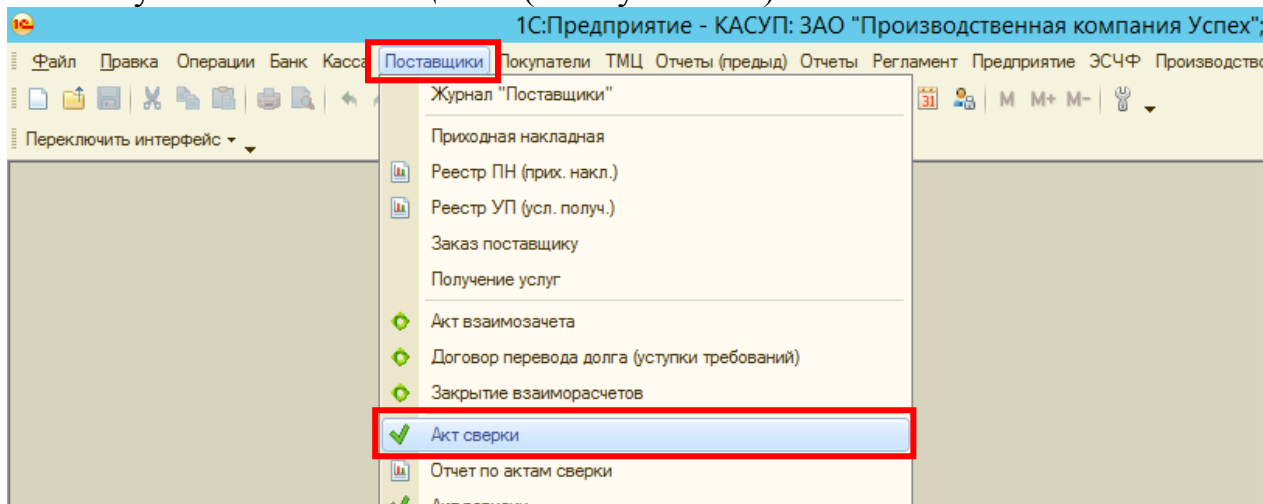 1С:Предприятие - КАСУП: ЗАО "Производственная компания Успех";
Файл Правка Операции Банк Касса Поставщики Покупатели ТМЦ Отчеты (предыд) Отчеты Регламент Предприятие ЭСЧФ Производство
31 M M+ M-
Переключить интерфейс
Журнал "Поставщики"
Приходная накладная
Реестр ПН (прих. накл.)
Реестр УП (усл. получ.)
Заказ поставщику
Получение услуг
Акт взаимозачета
Договор перевода долга (уступки требований)
Закрытие взаиморасчетов
Акт сверки
Отчет по актам сверки